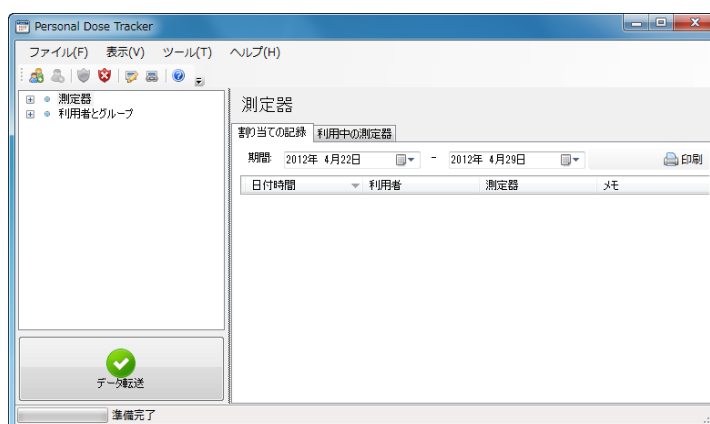 Personal Dose Tracker
ファイル(F) 表示(V) ツール(T) ヘルプ(H)
測定器
利用者とグループ
測定器
割り当ての記録 利用中の測定器
期間: 2012年 4月22日 - 2012年 4月29日 印刷
日付時間 利用者 測定器 メモ
データ転送
準備完了